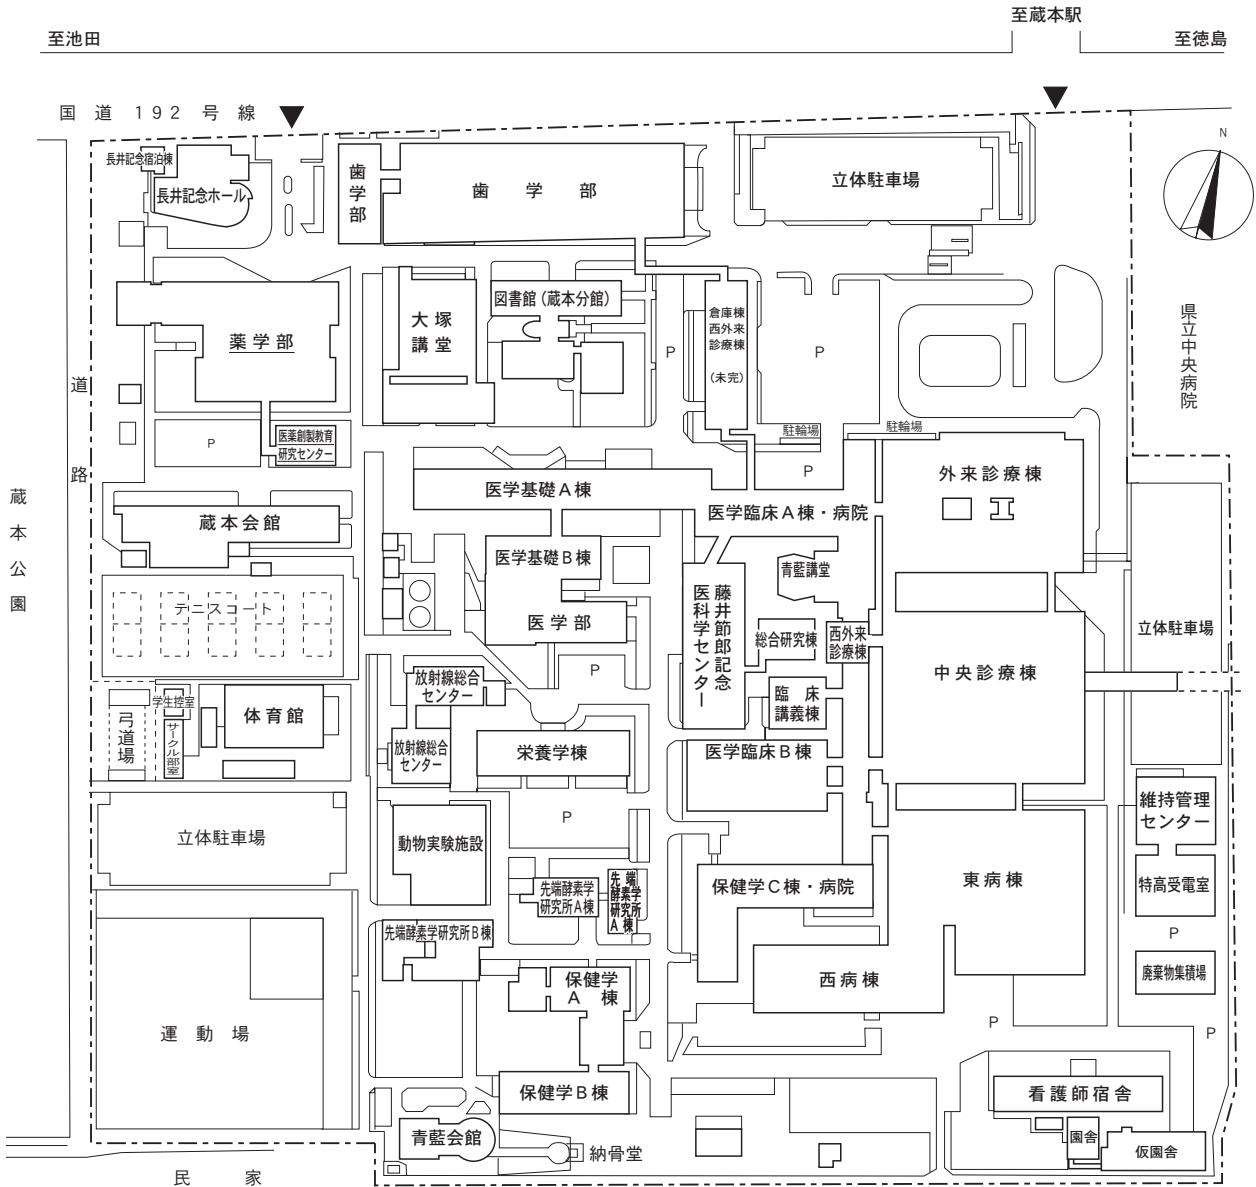 至蔵本駅
至池田
至徳島
国道192号線
N
長井記念宿泊棟
長井記念ホール
歯学部
歯学部
立体駐車場
県立中央病院
図書館(蔵本分館)
大塚
講堂
倉庫棟
西外来
診療棟
(未完)
薬学部
P
P
道路
駐輪場
駐輪場
医薬創製教育
研究センター
P
P
蔵本公園
外来診療棟
医学基礎A棟
医学臨床A棟・病院
蔵本会館
医学基礎B棟
青藍講堂
藤井節郎記念
医科学センター
テニスコート
医学部
総合研究棟
西外来
診療棟
立体駐車場
中央診療棟
P
放射線総合
センター
臨床
講義棟
学生控室
体育館
弓道場
サークル部室
放射線総合
センター
栄養学棟
医学臨床B棟
維持管理
センター
P
立体駐車場
動物実験施設
東病棟
先端酵素学
研究所A棟
先端
酵素学
研究所
A棟
保健学C棟・病院
特高受電室
先端酵素学研究所B棟
P
保健学
A棟
西病棟
廃棄物集積場
P
P
運動場
保健学B棟
看護師宿舎
青藍会館
納骨堂
園舎
仮園舎
民家